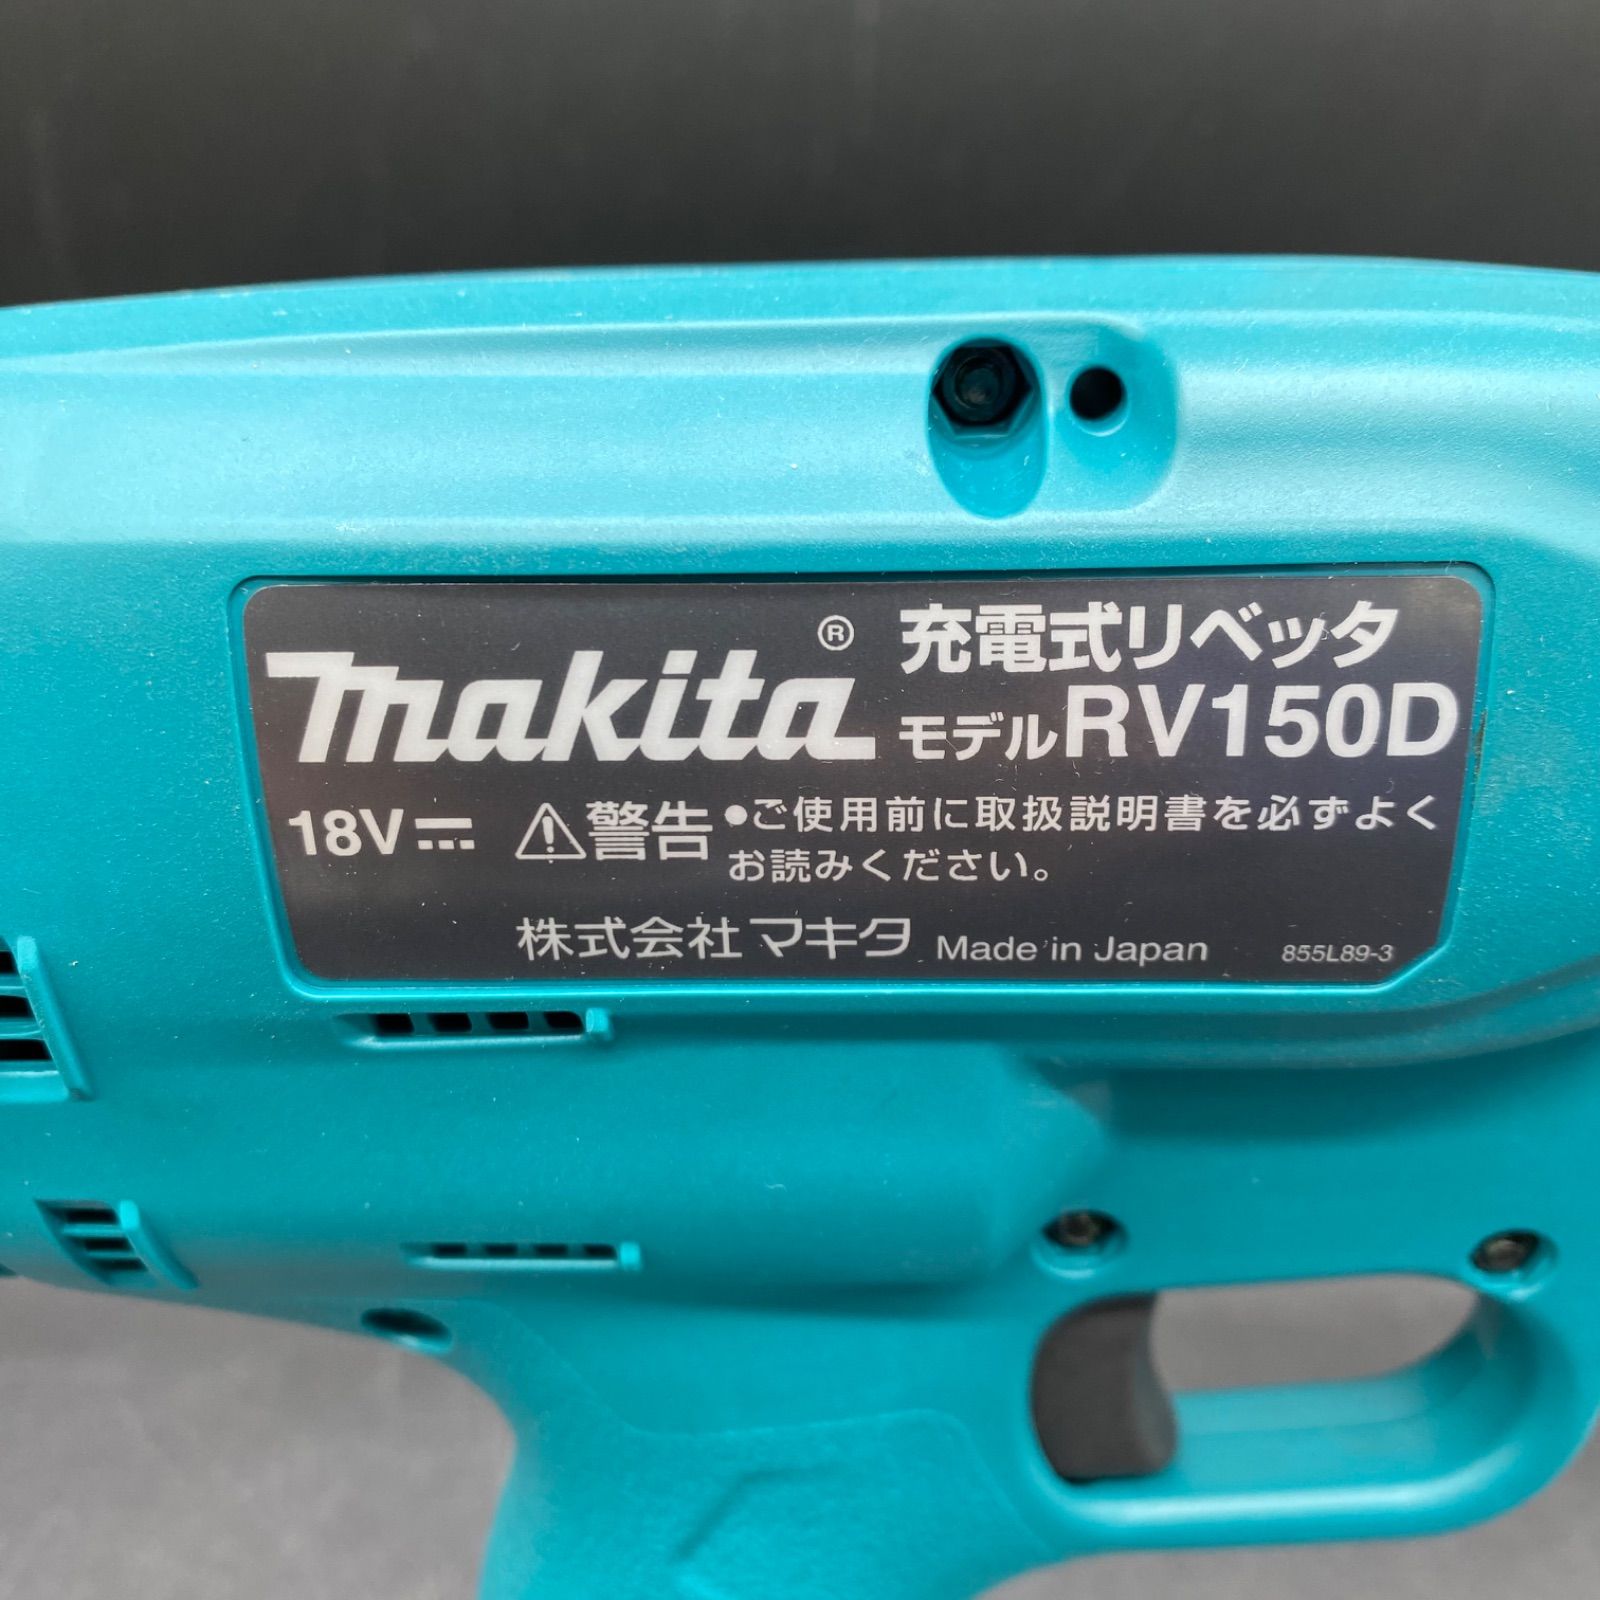 makita® 充電式リベッタ
モデルRV150D
18V⎓ ⚠警告 ●ご使用前に取扱説明書を必ずよく
お読みください。
株式会社マキタ Made in Japan 855L89-3